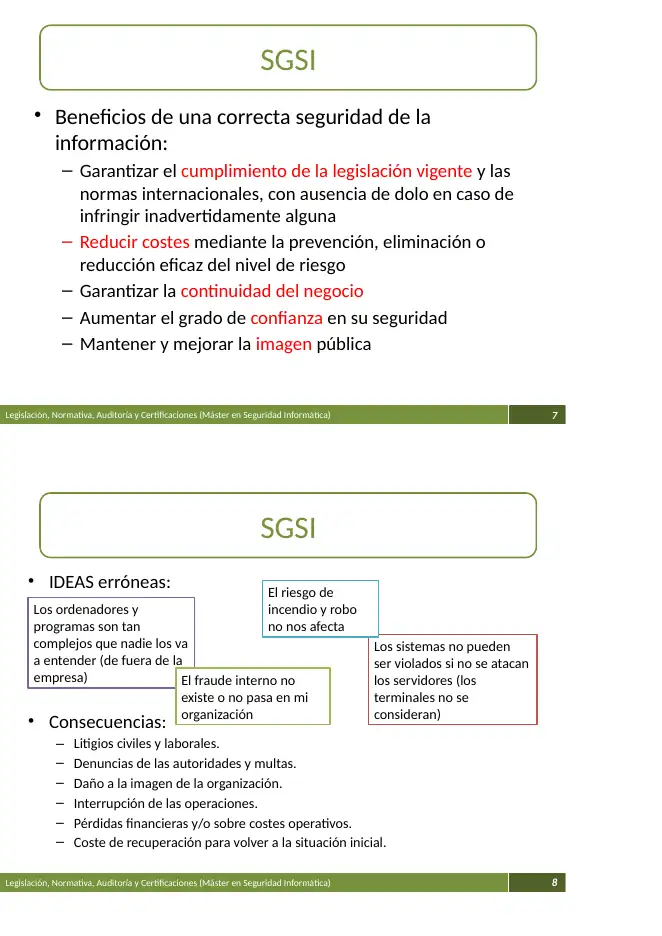 SGSI
• Beneficios de una correcta seguridad de la
información:
– Garantizar el cumplimiento de la legislación vigente y las
normas internacionales, con ausencia de dolo en caso de
infringir inadvertidamente alguna
– Reducir costes mediante la prevención, eliminación o
reducción eficaz del nivel de riesgo
– Garantizar la continuidad del negocio
– Aumentar el grado de confianza en su seguridad
– Mantener y mejorar la imagen pública
Legislación, Normativa, Auditoría y Certificaciones (Máster en Seguridad Informática)
7
SGSI
• IDEAS erróneas:
Los ordenadores y
programas son tan
complejos que nadie los va
a entender (de fuera de la
empresa)
El riesgo de
incendio y robo
no nos afecta
El fraude interno no
existe o no pasa en mi
organización
Los sistemas no pueden
ser violados si no se atacan
los servidores (los
terminales no se
consideran)
• Consecuencias:
– Litigios civiles y laborales.
– Denuncias de las autoridades y multas.
– Daño a la imagen de la organización.
– Interrupción de las operaciones.
– Pérdidas financieras y/o sobre costes operativos.
– Coste de recuperación para volver a la situación inicial.
Legislación, Normativa, Auditoría y Certificaciones (Máster en Seguridad Informática)
8